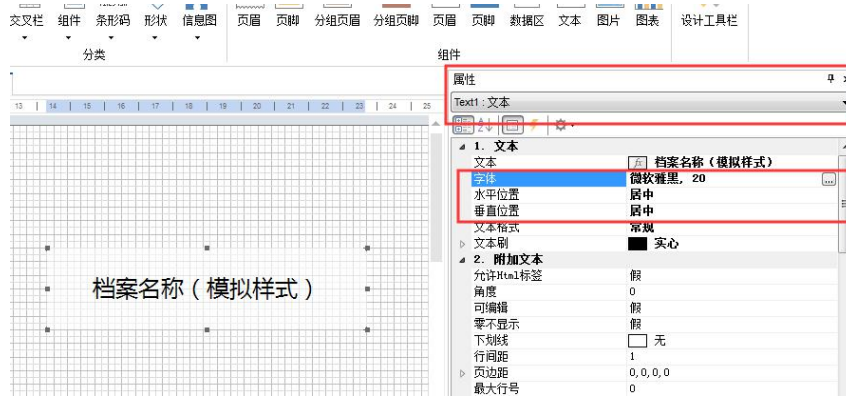 交叉栏 组件 条形码 形状 信息图 页眉 页脚 分组页眉 分组页脚 页眉 页脚 数据区 文本 图片 图表 设计工具栏
分类 组件
属性
13 14 15 16 17 18 19 20 21 22 23 24 25
Text1 : 文本
1. 文本
文本 档案名称（模拟样式）
字体 微软雅黑, 20
水平位置 居中
垂直位置 居中
文本格式 常规
文本刷 实心
2. 附加文本
允许Html标签 假
角度 0
可编辑 假
零不显示 假
下划线 无
行间距 1
页边距 0,0,0,0
最大行号 0
档案名称（模拟样式）